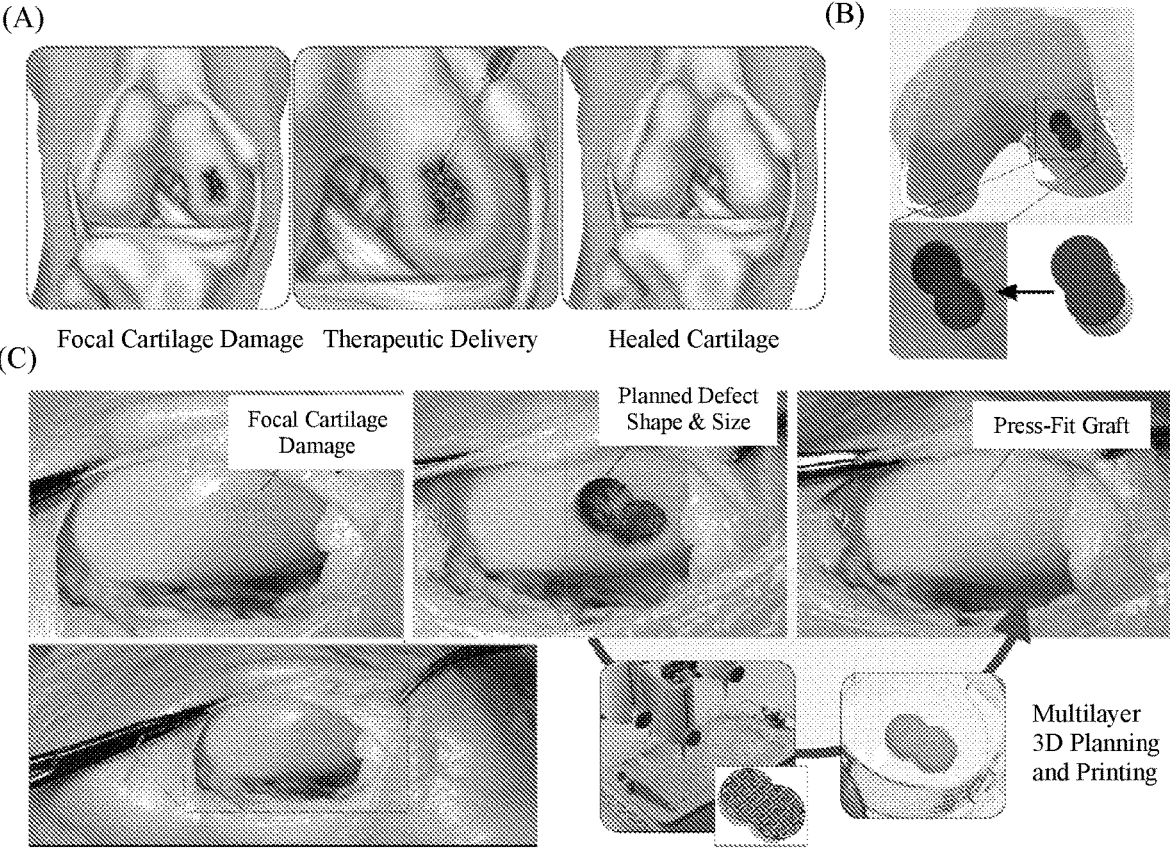 (A)
(B)
Focal Cartilage Damage
Therapeutic Delivery
Healed Cartilage
(C)
Focal Cartilage
Damage
Planned Defect
Shape & Size
Press-Fit Graft
Multilayer
3D Planning
and Printing